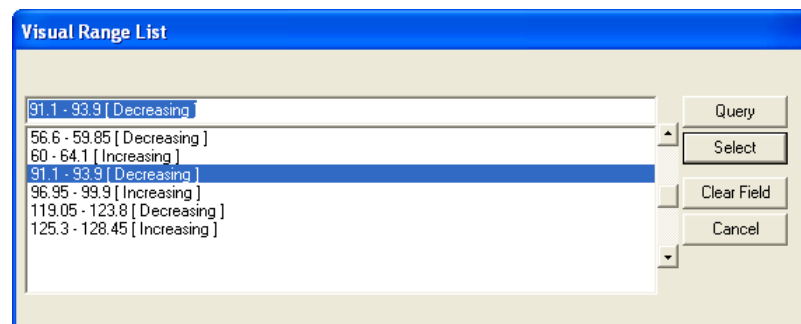 Visual Range List
91.1 - 93.9 [ Decreasing ]
Query
56.6 - 59.85 [ Decreasing ]
60 - 64.1 [ Increasing ]
91.1 - 93.9 [ Decreasing ]
96.95 - 99.9 [ Increasing ]
119.05 - 123.8 [ Decreasing ]
125.3 - 128.45 [ Increasing ]
Select
Clear Field
Cancel